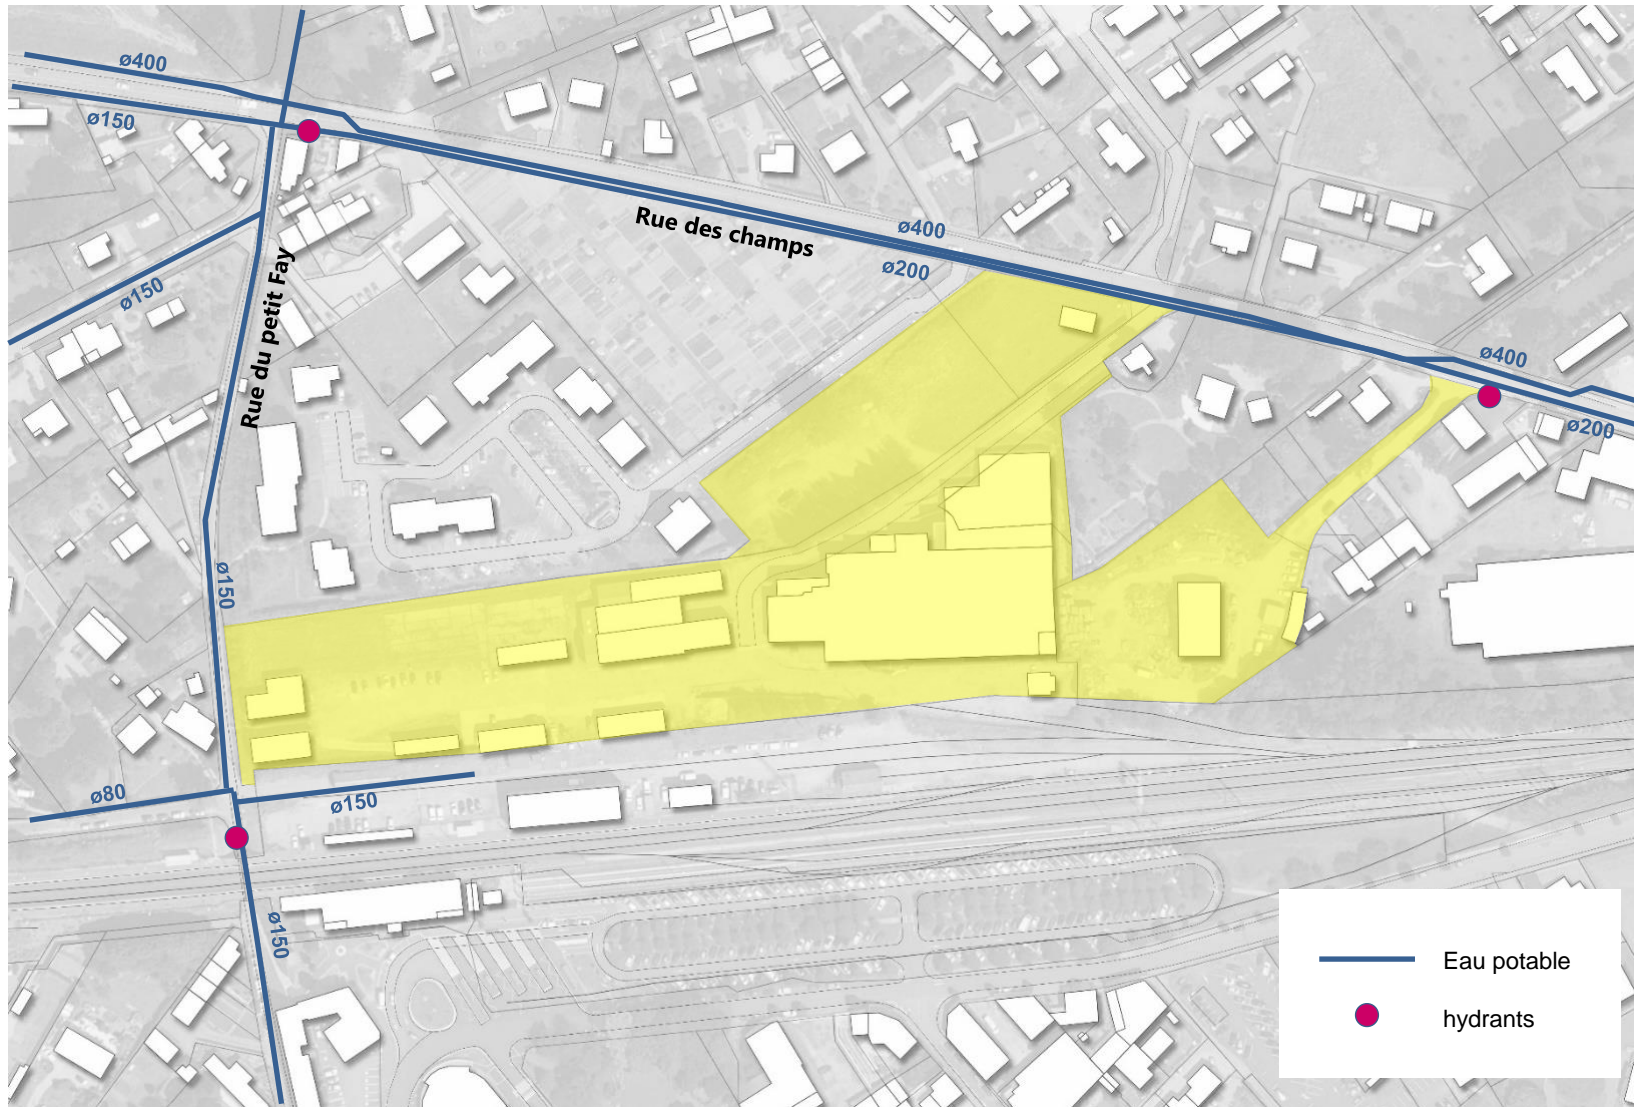 ø400
ø150
Rue des champs
ø400
ø200
ø150
Rue du petit Fay
ø400
ø200
ø150
ø80
ø150
ø150
Eau potable
hydrants